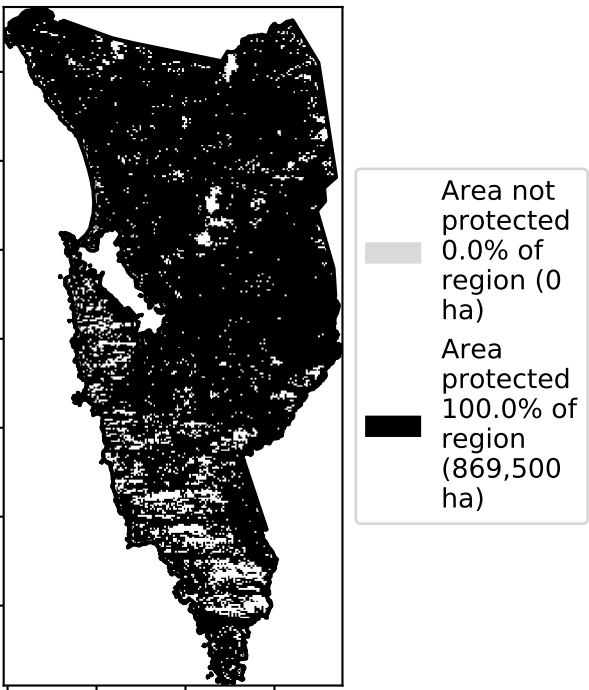 Area not
protected
0.0% of
region (0
ha)
Area
protected
100.0% of
region
(869,500
ha)